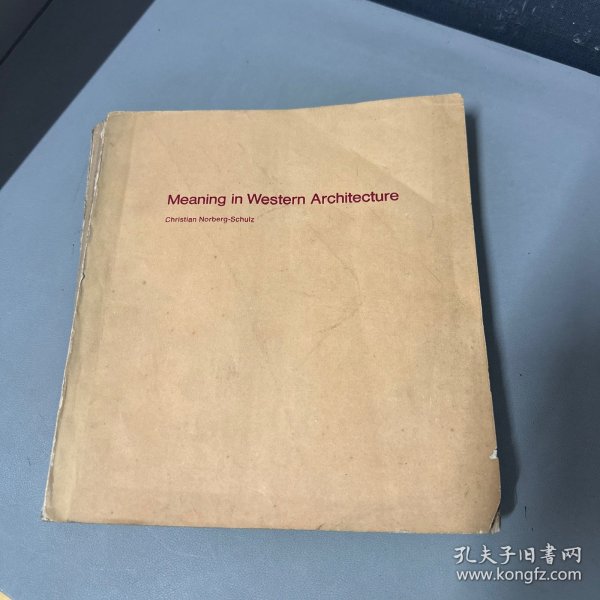 Meaning in Western Architecture
Christian Norberg-Schulz
孔夫子旧书网
www.kongfz.com